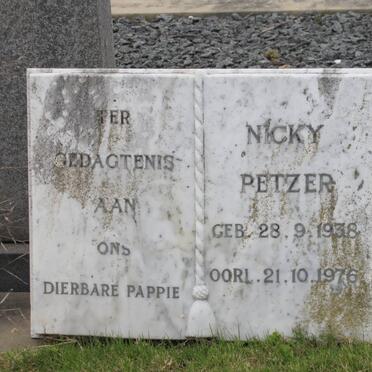 TER
GEDAGTENIS
AAN
ONS
DIERBARE PAPPIE
NICKY
PETZER
GEB. 28.9.1938
OORL. 21.10.1976